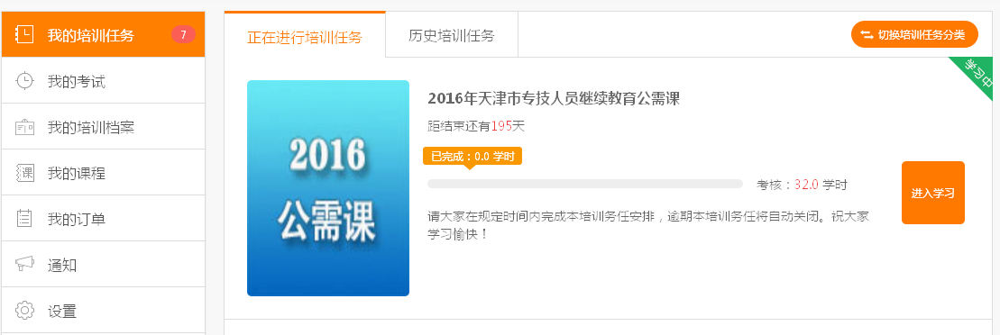 我的培训任务 7
我的考试
我的培训档案
课 我的课程
我的订单
通知
设置
正在进行培训任务 历史培训任务 切换培训任务分类
学习中
2016
公需课
2016年天津市专技人员继续教育公需课
距结束还有195天
已完成：0.0 学时
考核：32.0 学时
进入学习
请大家在规定时间内完成本培训务任安排，逾期本培训务任将自动关闭。祝大家
学习愉快！